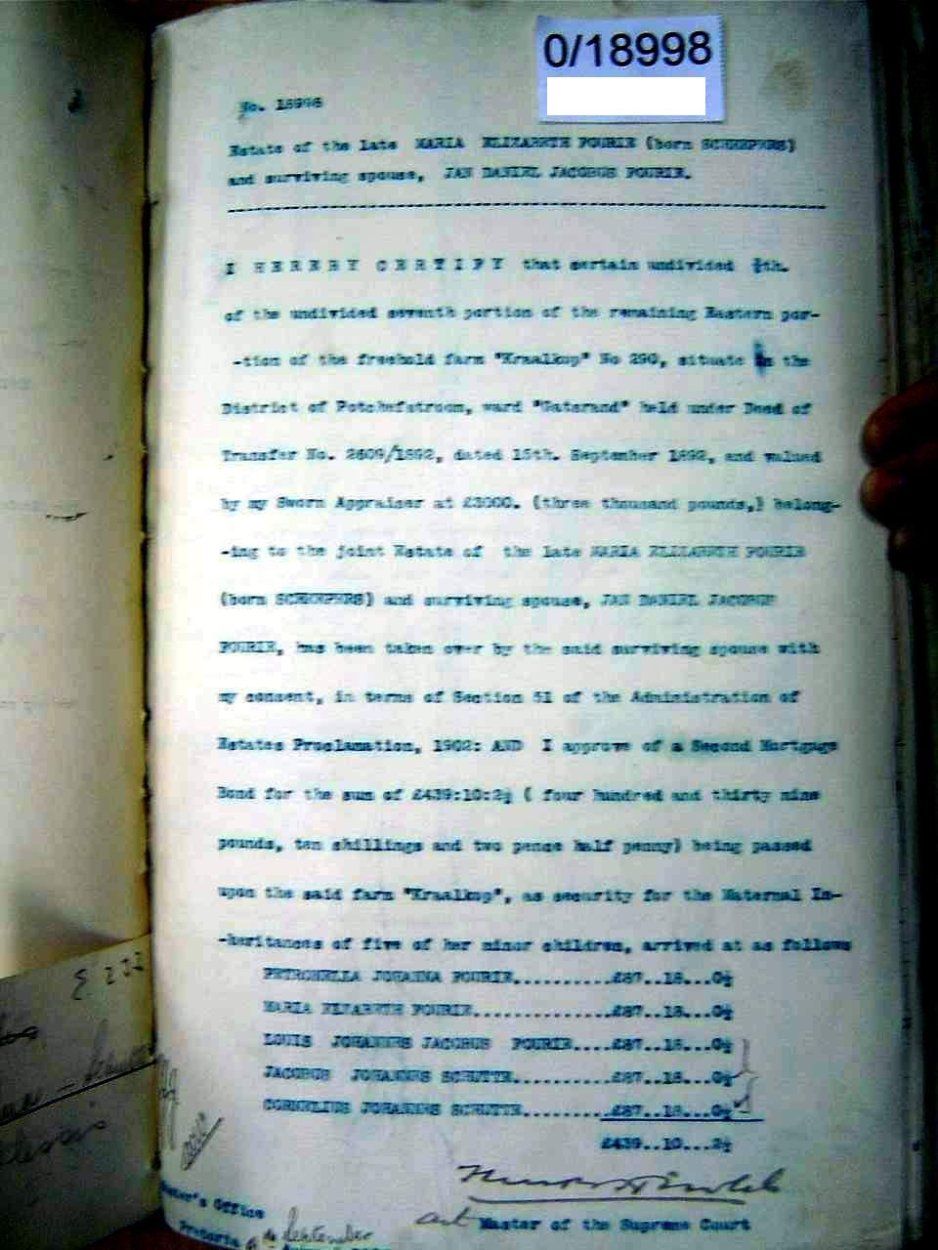 0/18998
No. 18998
Estate of the late MARIA ELIZABETH FOURIE (born SCHEEPERS)
and surviving spouse, JAN DANIEL JACOBUS FOURIE.
I HEREBY CERTIFY that certain undivided th.
of the undivided seventh portion of the remaining Eastern por-
-tion of the freehold farm "Kraalkop" No 290, situate in the
District of Potchefstroom, ward "Gatsrand" held under Deed of
Transfer No. 2609/1892, dated 15th. September 1892, and valued
by my Sworn Appraiser at £3000. (three thousand pounds,) belong-
-ing to the joint Estate of the late MARIA ELIZABETH FOURIE
(born SCHEEPERS) and surviving spouse, JAN DANIEL JACOBUS
FOURIE, has been taken over by the said surviving spouse with
my consent, in terms of Section 51 of the Administration of
Estates Proclamation, 1902: AND I approve of a Second Mortgage
Bond for the sum of £439:10:2½ ( four hundred and thirty nine
pounds, ten shillings and two pence half penny) being passed
upon the said farm "Kraalkop", as security for the Maternal In-
-heritances of five of her minor children, arrived at as follows
PETRONELLA JOHANNA FOURIE..........£87..18...0½
MARIA ELZABETH FOURIE..............£87..18...0½
LOUIS JOHANNES JACOBUS FOURIE....£87..18...0½
JACOBUS JOHANNES SCHUTTE..........£87..18...0½
CORNELIUS JOHANNES SCHUTTE.........£87..18...0½
£439..10...2½
Act Master of the Supreme Court
Master's Office
Pretoria September